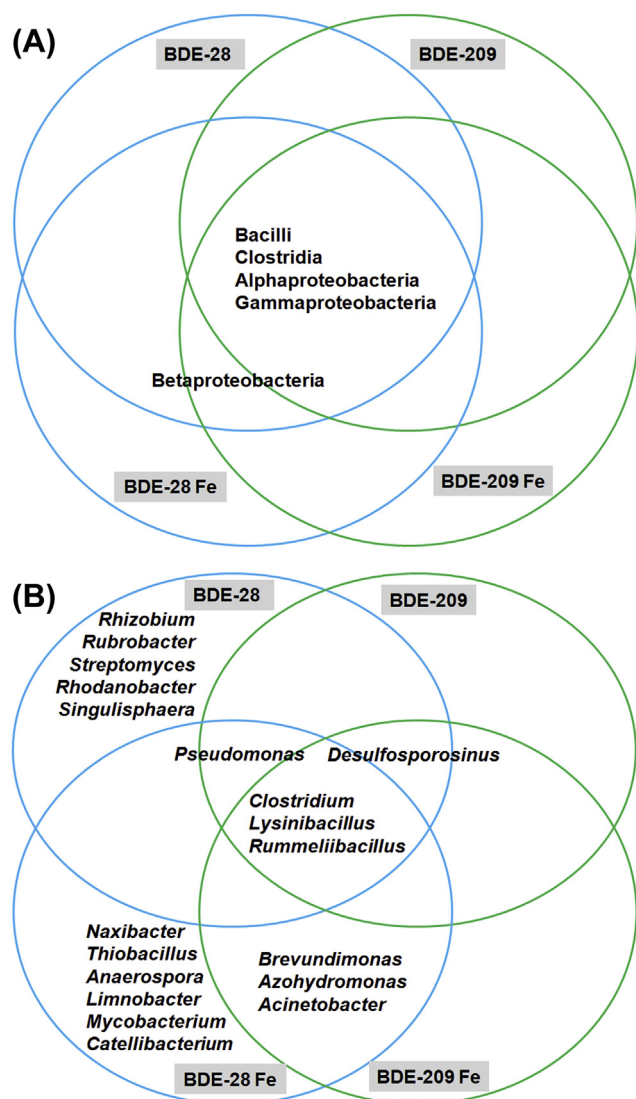 (A)
BDE-28
BDE-209
Bacilli
Clostridia
Alphaproteobacteria
Gammaproteobacteria
Betaproteobacteria
BDE-28 Fe
BDE-209 Fe
(B)
BDE-28
BDE-209
Rhizobium
Rubrobacter
Streptomyces
Rhodanobacter
Singulisphaera
Pseudomonas
Desulfosporosinus
Clostridium
Lysinibacillus
Rummeliibacillus
Naxibacter
Thiobacillus
Anaerospora
Limnobacter
Mycobacterium
Catellibacterium
Brevundimonas
Azohydromonas
Acinetobacter
BDE-28 Fe
BDE-209 Fe